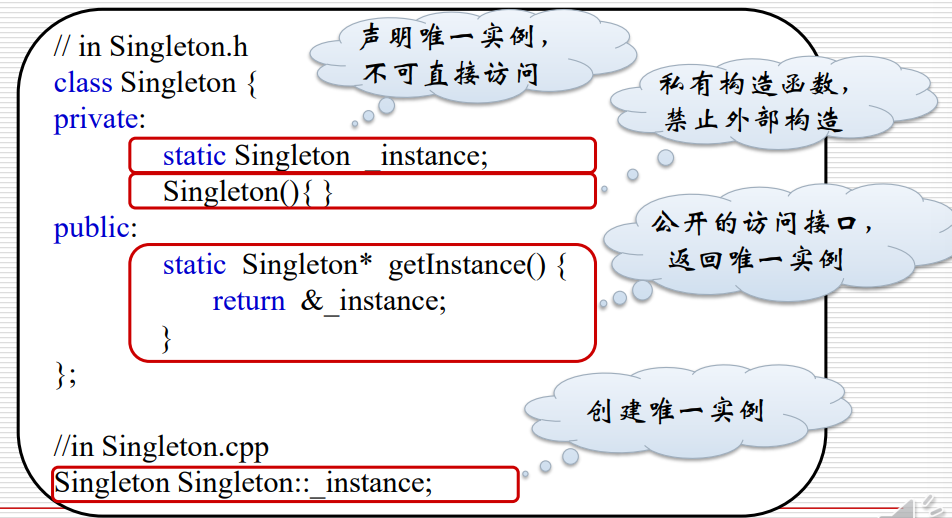 // in Singleton.h
class Singleton {
private:
static Singleton _instance;
Singleton(){ }
public:
static Singleton* getInstance() {
return &_instance;
}
};
//in Singleton.cpp
Singleton Singleton::_instance;
声明唯一实例，
不可直接访问
私有构造函数，
禁止外部构造
公开的访问接口，
返回唯一实例
创建唯一实例